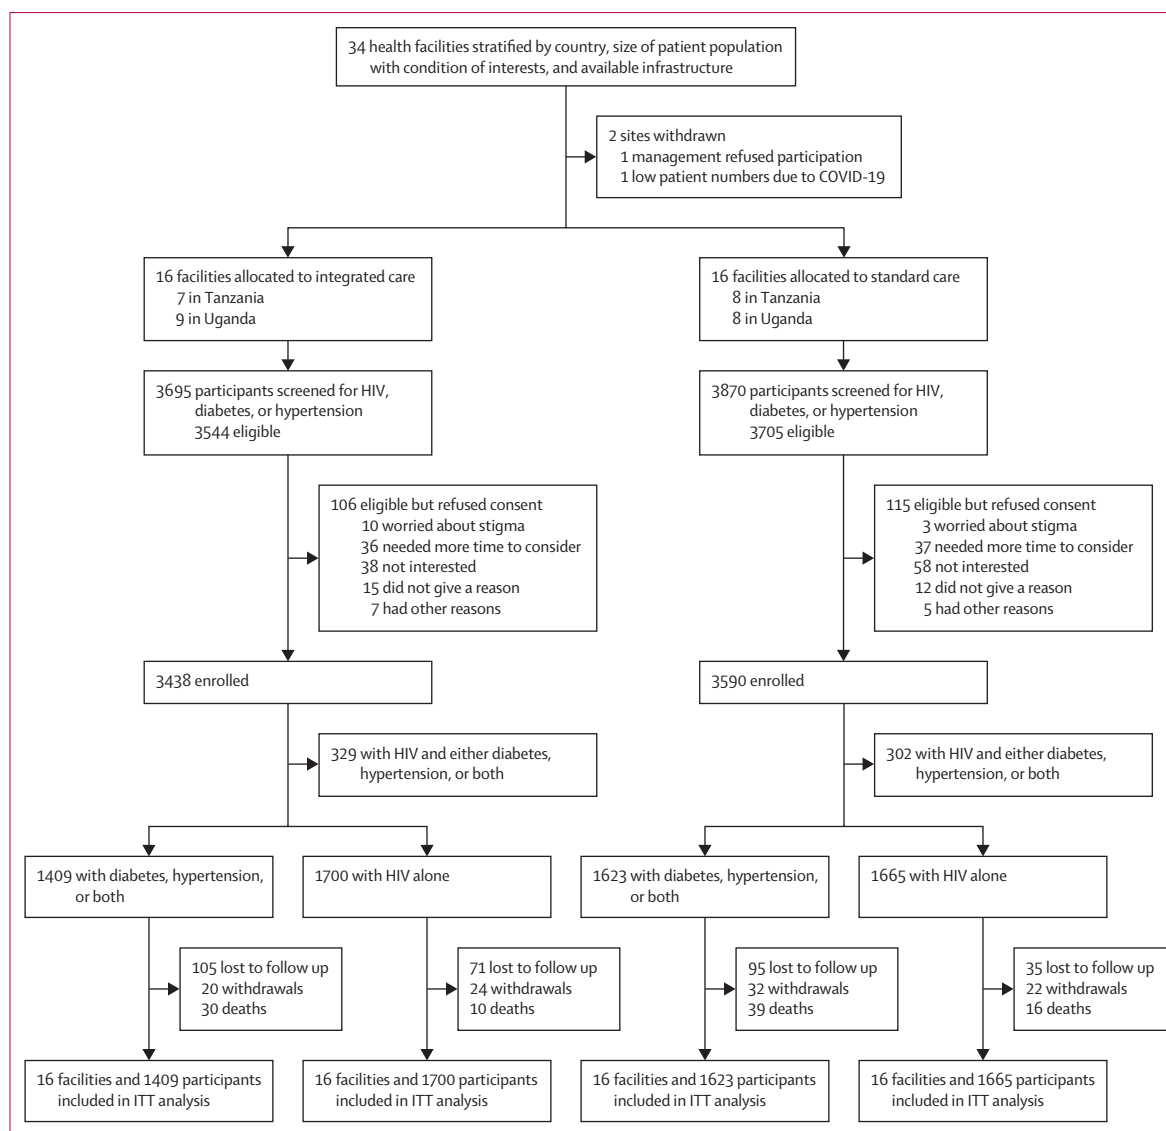 34 health facilities stratified by country, size of patient population
with condition of interests, and available infrastructure
2 sites withdrawn
1 management refused participation
1 low patient numbers due to COVID-19
16 facilities allocated to integrated care
7 in Tanzania
9 in Uganda
16 facilities allocated to standard care
8 in Tanzania
8 in Uganda
3695 participants screened for HIV,
diabetes, or hypertension
3544 eligible
3870 participants screened for HIV,
diabetes, or hypertension
3705 eligible
106 eligible but refused consent
10 worried about stigma
36 needed more time to consider
38 not interested
15 did not give a reason
7 had other reasons
115 eligible but refused consent
3 worried about stigma
37 needed more time to consider
58 not interested
12 did not give a reason
5 had other reasons
3438 enrolled
3590 enrolled
329 with HIV and either diabetes,
hypertension, or both
302 with HIV and either diabetes,
hypertension, or both
1409 with diabetes, hypertension,
or both
1700 with HIV alone
1623 with diabetes, hypertension,
or both
1665 with HIV alone
105 lost to follow up
20 withdrawals
30 deaths
71 lost to follow up
24 withdrawals
10 deaths
95 lost to follow up
32 withdrawals
39 deaths
35 lost to follow up
22 withdrawals
16 deaths
16 facilities and 1409 participants
included in ITT analysis
16 facilities and 1700 participants
included in ITT analysis
16 facilities and 1623 participants
included in ITT analysis
16 facilities and 1665 participants
included in ITT analysis